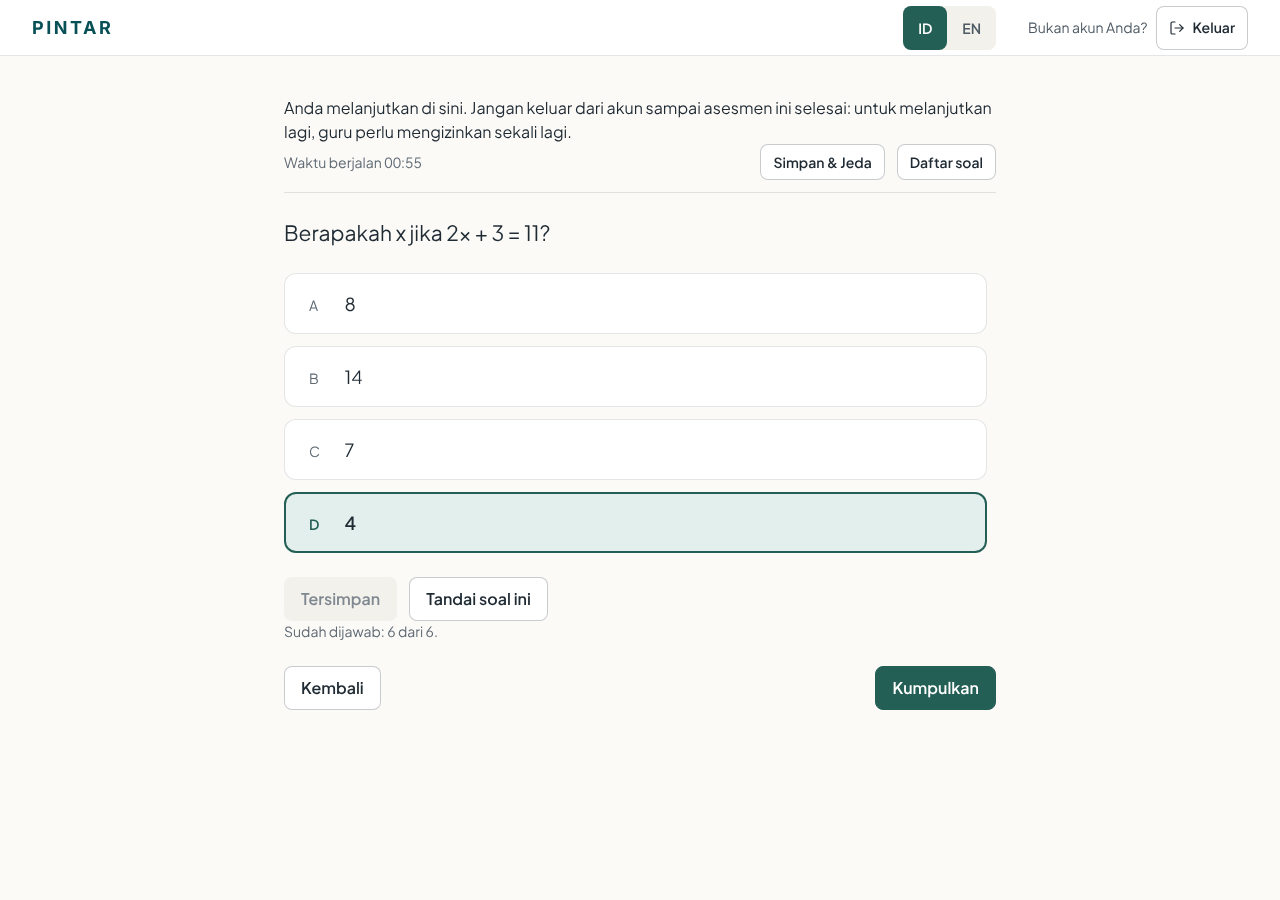 PINTAR
ID EN Bukan akun Anda? Keluar
Anda melanjutkan di sini. Jangan keluar dari akun sampai asesmen ini selesai: untuk melanjutkan
lagi, guru perlu mengizinkan sekali lagi.
Waktu berjalan 00:55 Simpan & Jeda Daftar soal
Berapakah x jika 2x + 3 = 11?
A 8
B 14
C 7
D 4
Tersimpan Tandai soal ini
Sudah dijawab: 6 dari 6.
Kembali Kumpulkan